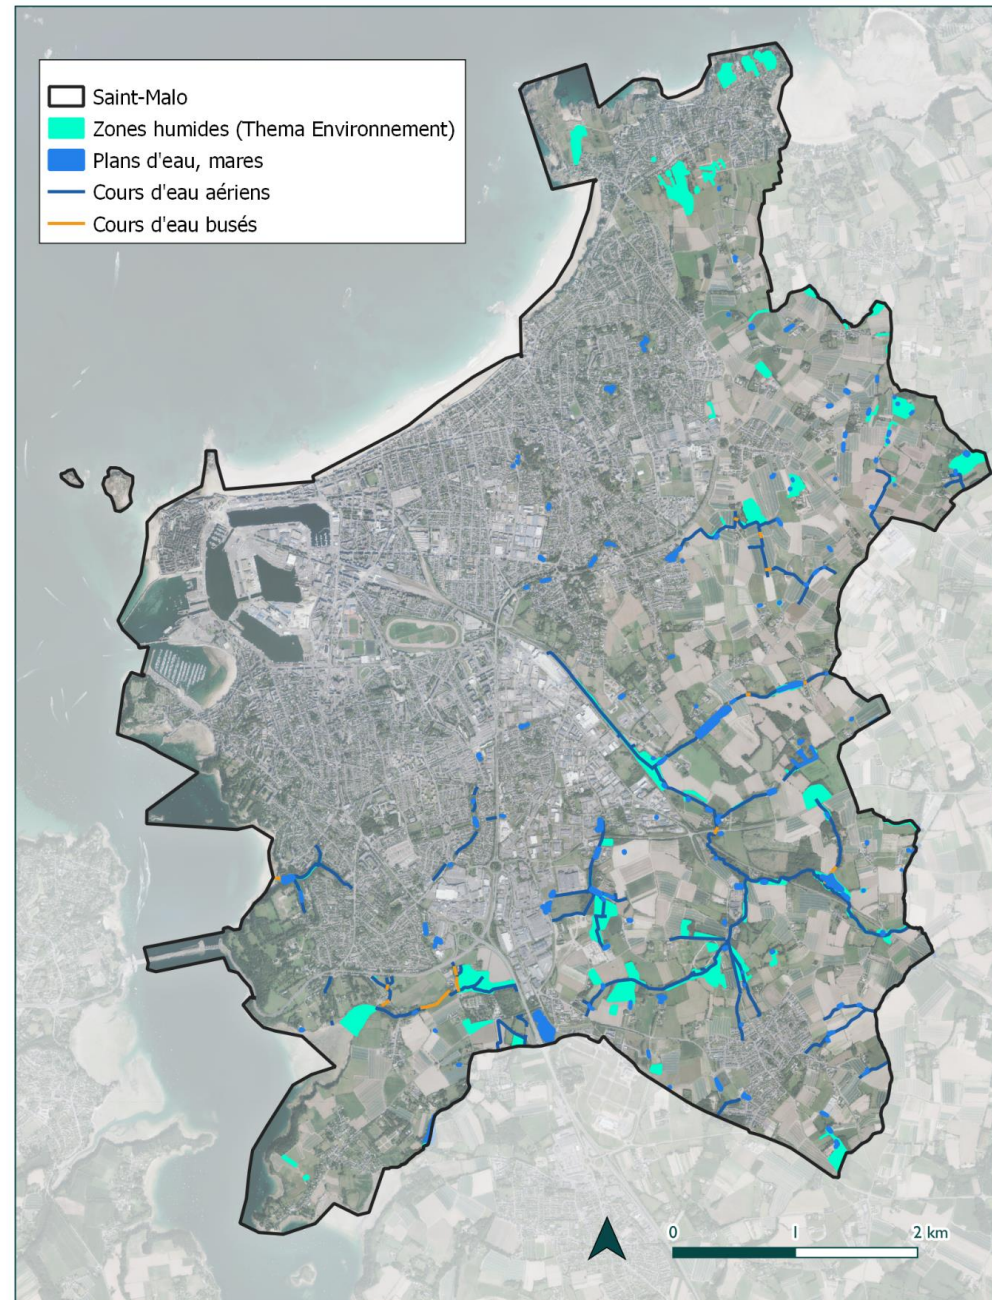 Saint-Malo
Zones humides (Thema Environnement)
Plans d'eau, mares
Cours d'eau aériens
Cours d'eau busés
0 1 2 km